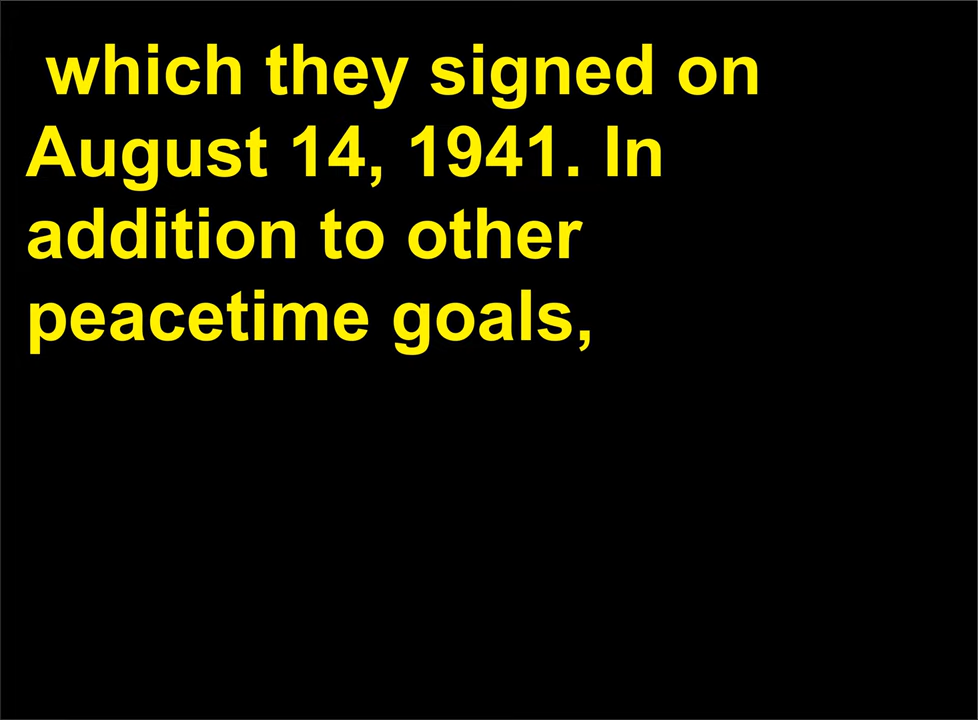 which they signed on
August 14, 1941. In
addition to other
peacetime goals,